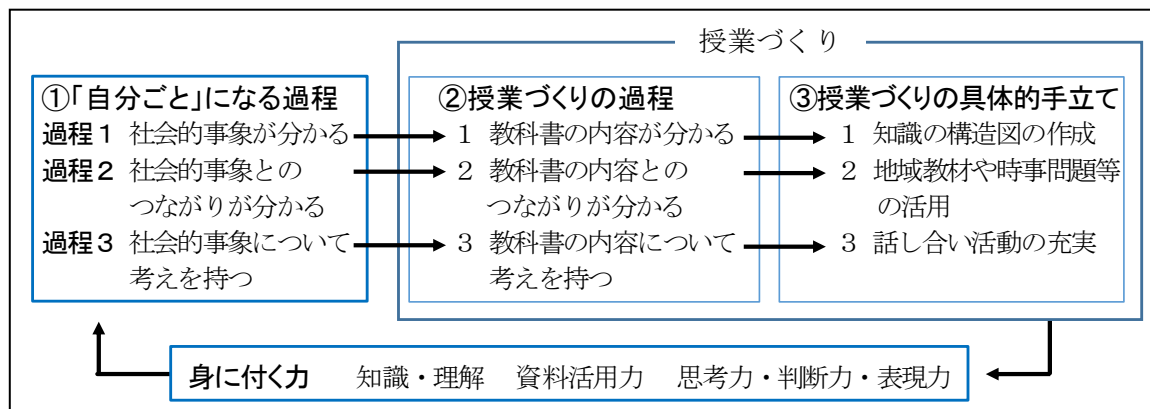 授業づくり
①「自分ごと」になる過程
過程1 社会的事象が分かる
過程2 社会的事象との
つながりが分かる
過程3 社会的事象について
考えを持つ
②授業づくりの過程
1 教科書の内容が分かる
2 教科書の内容との
つながりが分かる
3 教科書の内容について
考えを持つ
③授業づくりの具体的手立て
1 知識の構造図の作成
2 地域教材や時事問題等
の活用
3 話し合い活動の充実
身に付く力 知識・理解 資料活用力 思考力・判断力・表現力